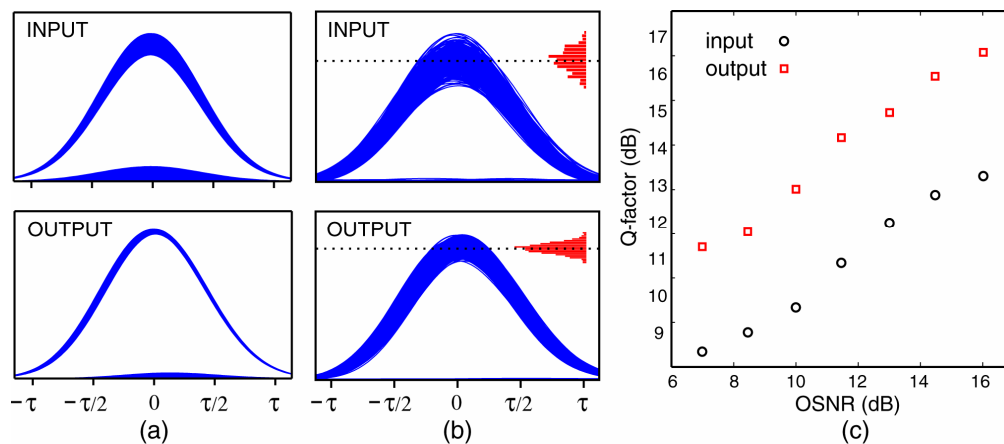 INPUT
OUTPUT
−τ −τ/2 0 τ/2 τ
(a)
INPUT
OUTPUT
−τ −τ/2 0 τ/2 τ
(b)
input
output
Q-factor (dB)
17
16
15
14
13
12
11
10
9
6 8 10 12 14 16
OSNR (dB)
(c)